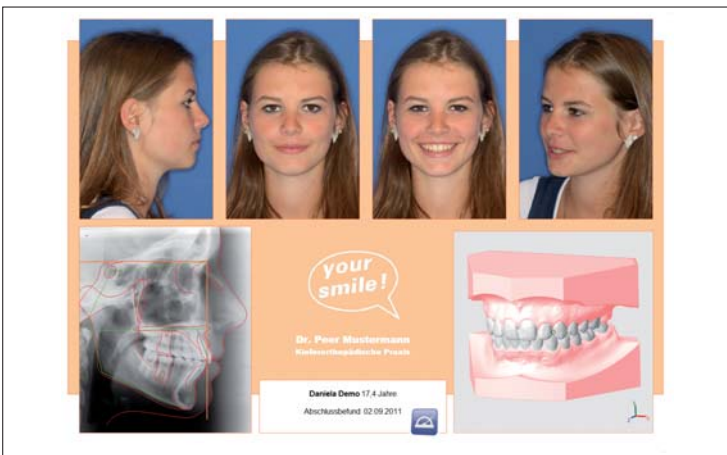 your
smile!
Dr. Peer Mustermann
Kieferorthopädische Praxis
Daniela Demo 17,4 Jahre
Abschlussbefund: 02.09.2011